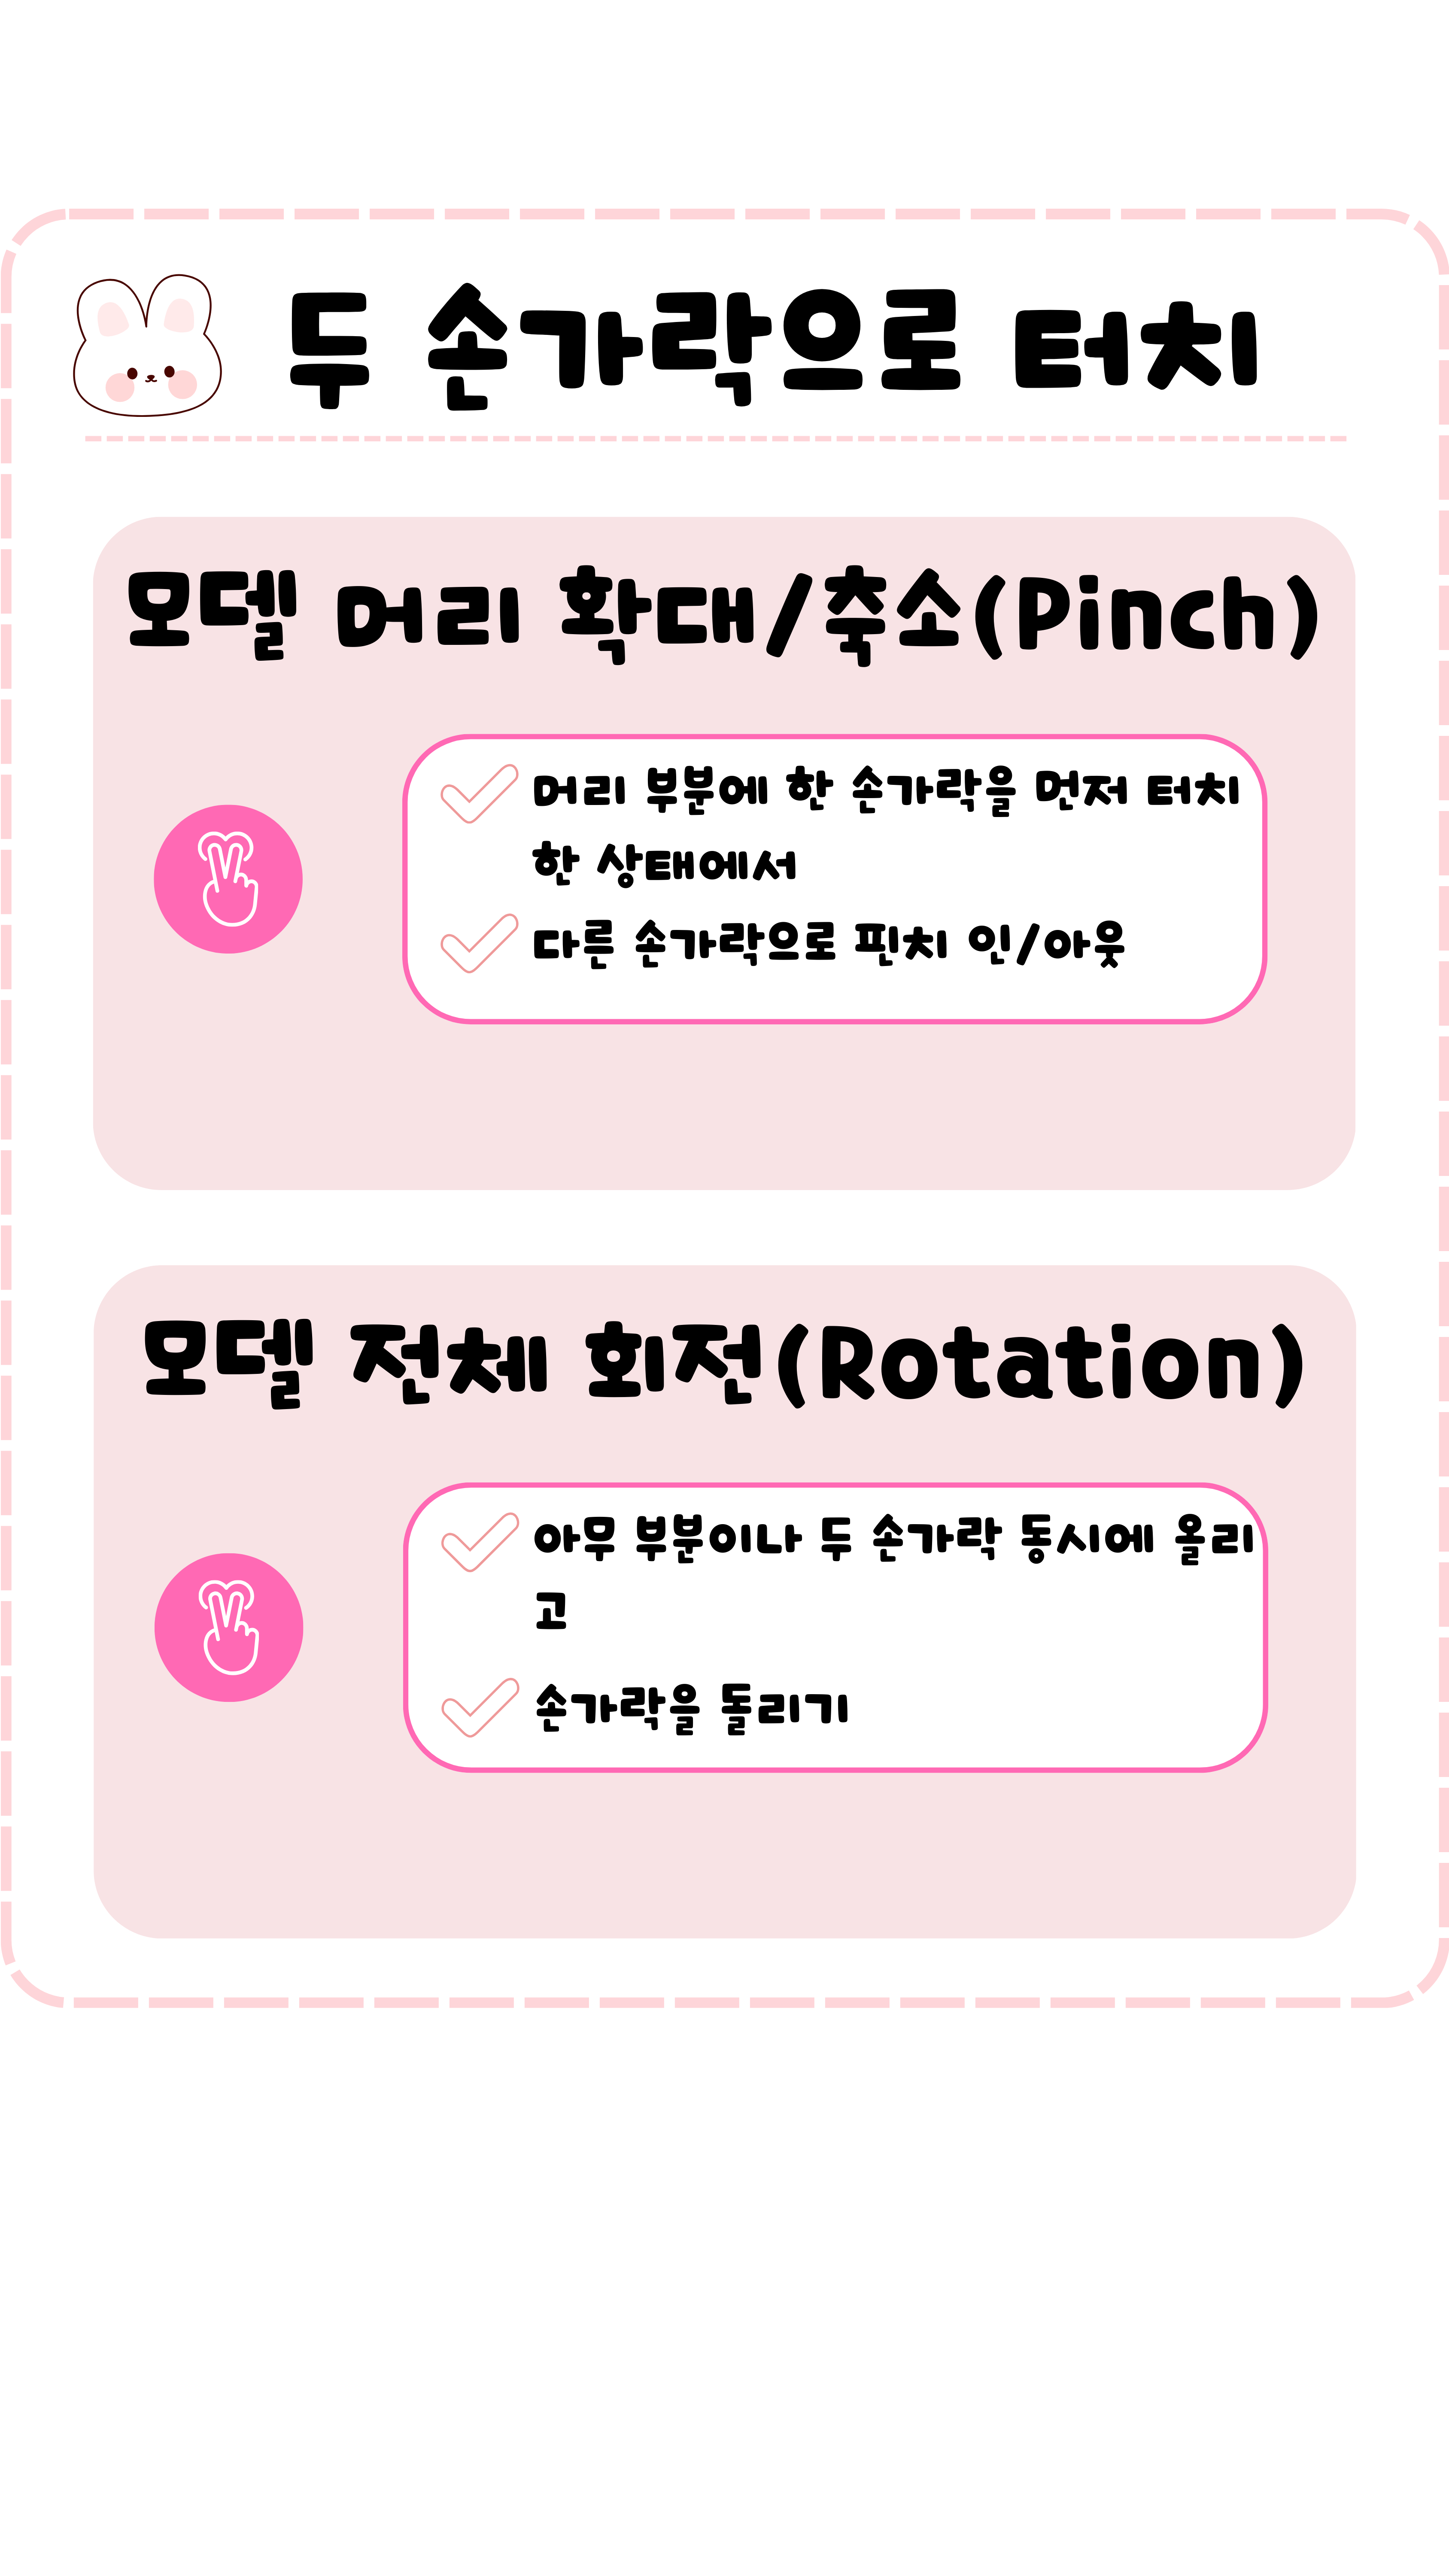 두 손가락으로 터치
모델 머리 확대/축소(Pinch)
머리 부분에 한 손가락을 먼저 터치
한 상태에서
다른 손가락으로 핀치 인/아웃
모델 전체 회전(Rotation)
아무 부분이나 두 손가락 동시에 올리
고
손가락을 돌리기